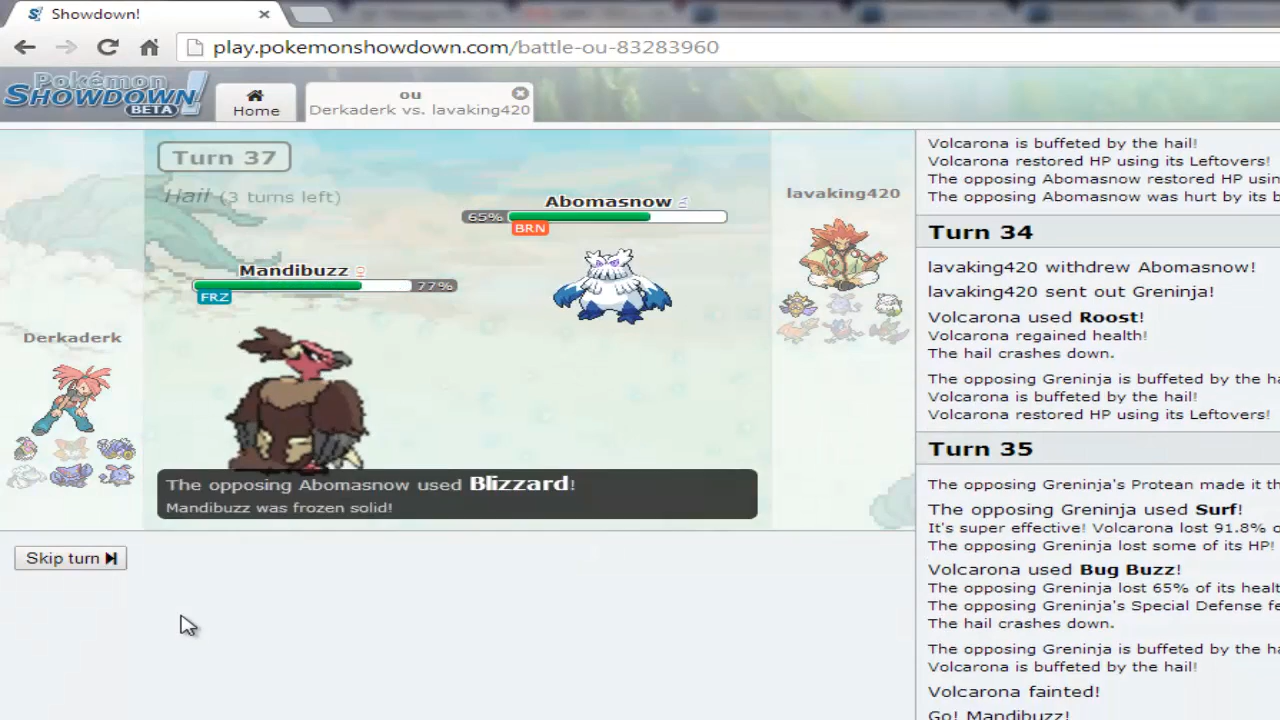 Showdown!
play.pokemonshowdown.com/battle-ou-83283960
Pokémon
SHOWDOWN!
BETA
Home
ou
Derkaderk vs. lavaking420
Turn 37
Hail (3 turns left)
Abomasnow
65%
BRN
Mandibuzz
77%
FRZ
Derkaderk
lavaking420
The opposing Abomasnow used Blizzard!
Mandibuzz was frozen solid!
Skip turn
Volcarona is buffeted by the hail!
Volcarona restored HP using its Leftovers!
The opposing Abomasnow restored HP usin
The opposing Abomasnow was hurt by its b
Turn 34
lavaking420 withdrew Abomasnow!
lavaking420 sent out Greninja!
Volcarona used Roost!
Volcarona regained health!
The hail crashes down.
The opposing Greninja is buffeted by the ha
Volcarona is buffeted by the hail!
Volcarona restored HP using its Leftovers!
Turn 35
The opposing Greninja's Protean made it th
The opposing Greninja used Surf!
It's super effective! Volcarona lost 91.8% o
The opposing Greninja lost some of its HP!
Volcarona used Bug Buzz!
The opposing Greninja lost 65% of its healt
The opposing Greninja's Special Defense fe
The hail crashes down.
The opposing Greninja is buffeted by the ha
Volcarona is buffeted by the hail!
Volcarona fainted!
Go! Mandibuzz!